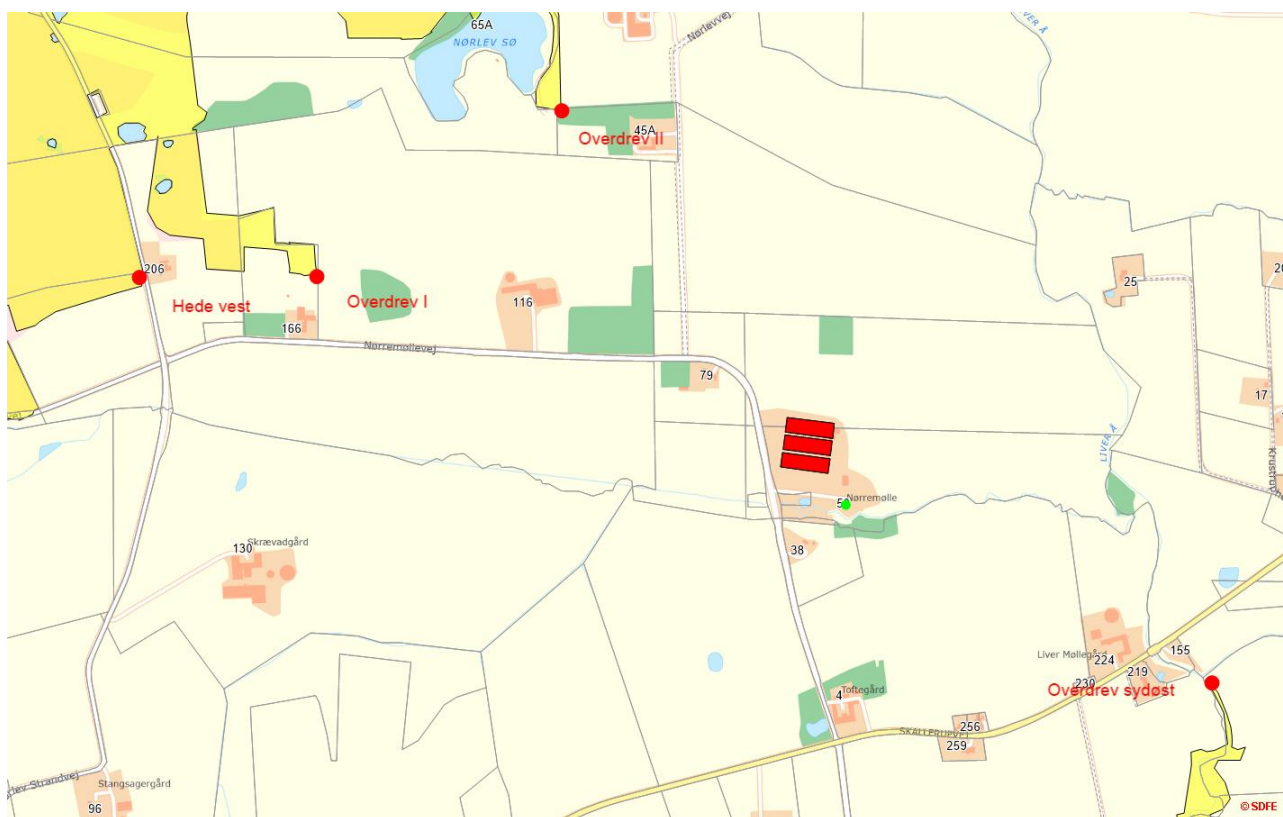 65A
NØRLEV SØ
Nørlevvej
45A
Overdrev II
25
206
Hede vest
Overdrev I
116
166
Nørremøllevej
79
17
LIVER Å
Nørremølle
38
Skrævadgård
130
Liver Møllegård
224
155
219
230
Overdrev sydøst
Toftegård
4
256
SKALLERUPVEJ
259
Stangsagergård
96
© SDFE